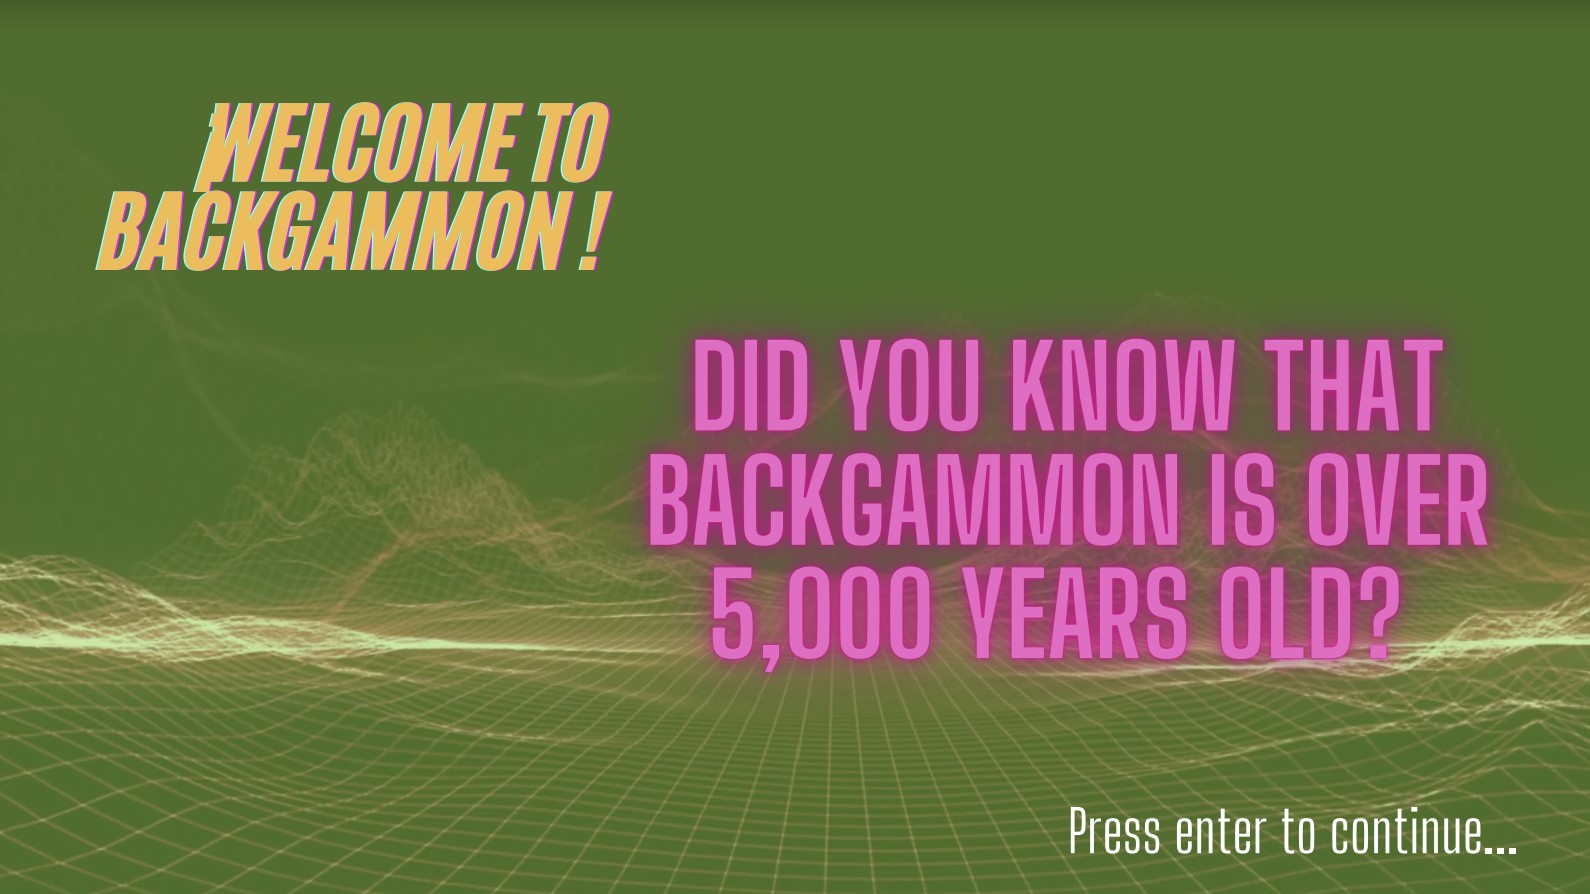 WELCOME TO
BACKGAMMON !
DID YOU KNOW THAT
BACKGAMMON IS OVER
5,000 YEARS OLD?
Press enter to continue...